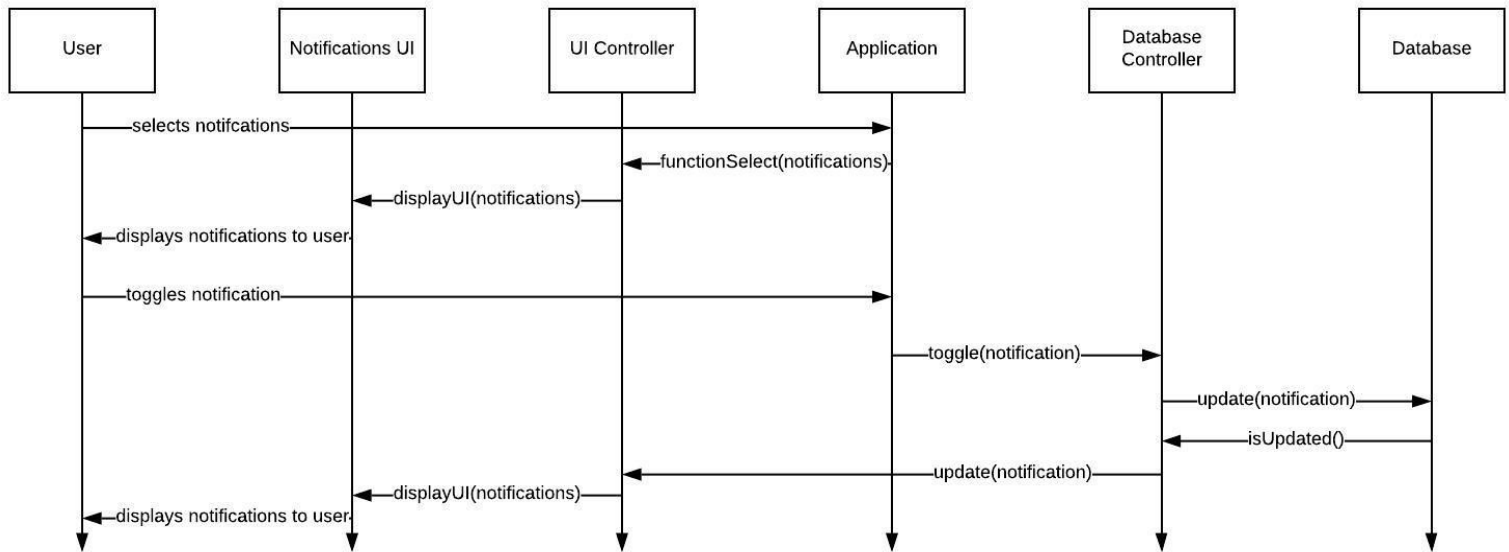 User
Notifications UI
UI Controller
Application
Database
Controller
Database
selects notifcations
functionSelect(notifications)
displayUI(notifications)
displays notifications to user
toggles notification
toggle(notification)
update(notification)
isUpdated()
update(notification)
displayUI(notifications)
displays notifications to user